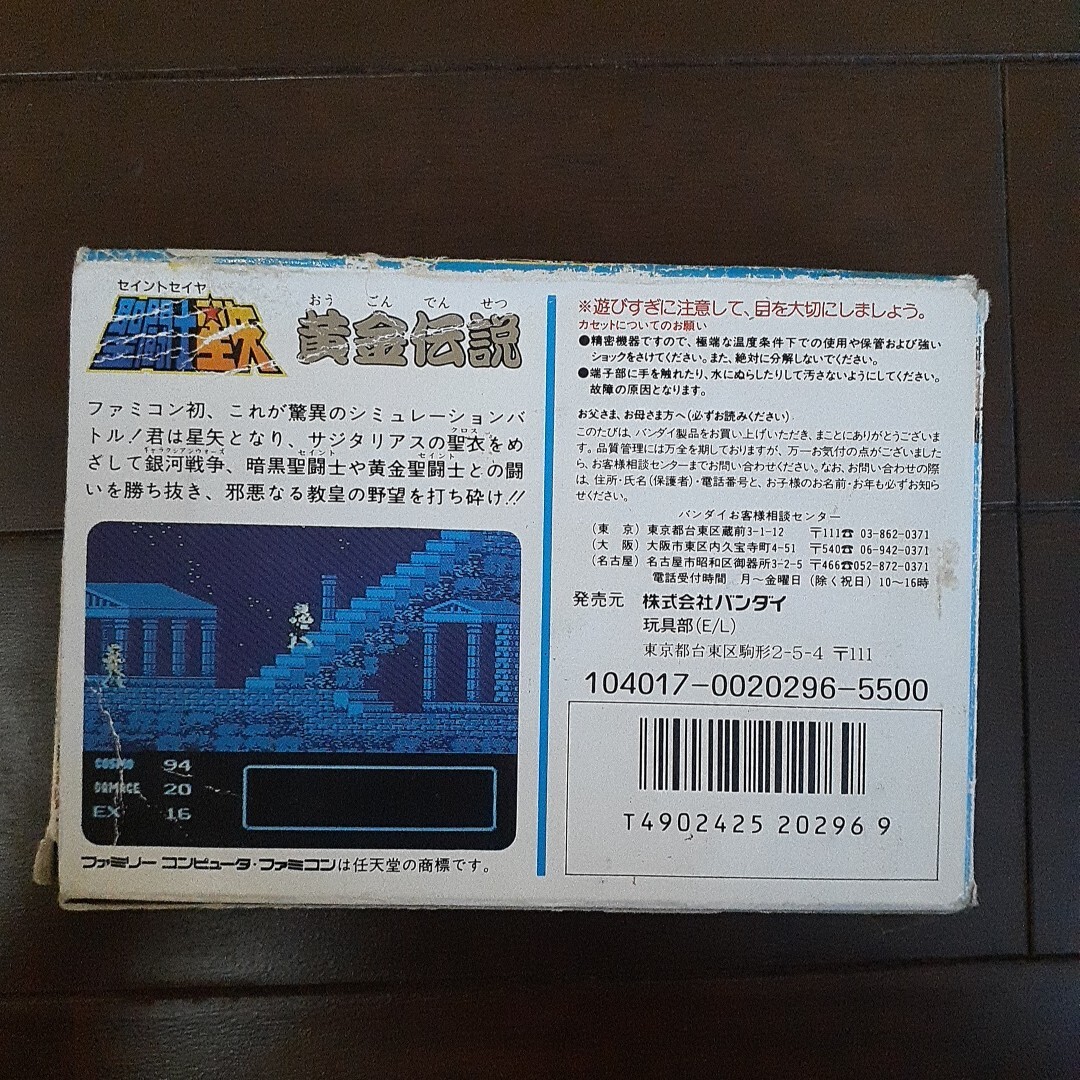 セイントセイヤ
聖闘士星矢
おうごんでんせつ
黄金伝説
ファミコン初、これが驚異のシミュレーションバ
トル!君は星矢となり、サジタリアスの聖衣をめ
クロス
ざして銀河戦争、暗黒聖闘士や黄金聖闘士との闘
ギャラクシアンウォーズ セイント セイント
いを勝ち抜き、邪悪なる教皇の野望を打ち砕け!!
COSMO 94
DAMAGE 20
EX 16
ファミリーコンピュータ・ファミコンは任天堂の商標です。
※遊びすぎに注意して、目を大切にしましょう。
カセットについてのお願い
●精密機器ですので、極端な温度条件下での使用や保管および強い
ショックをさけてください。また、絶対に分解しないでください。
●端子部に手を触れたり、水にぬらしたりして汚さないようにしてください。
故障の原因となります。
お父さま、お母さま方へ(必ずお読みください)
このたびは、バンダイ製品をお買い上げいただき、まことにありがとうございま
す。品質管理には万全を期しておりますが、万一お気付の点がございました
ら、お客様相談センターまでお問い合わせください。なお、お問い合わせの際
は、住所・氏名(保護者)・電話番号と、お子様のお名前・お年も必ずお知ら
せください。
バンダイお客様相談センター
(東 京) 東京都台東区蔵前3-1-12 〒111☎ 03-862-0371
(大 阪) 大阪市東区内久宝寺町4-51 〒540☎ 06-942-0371
(名古屋) 名古屋市昭和区御器所3-2-5 〒466☎052-872-0371
電話受付時間 月〜金曜日(除く祝日)10〜16時
発売元 株式会社バンダイ
玩具部(E/L)
東京都台東区駒形2-5-4 〒111
104017-0020296-5500
T4902425 20296 9